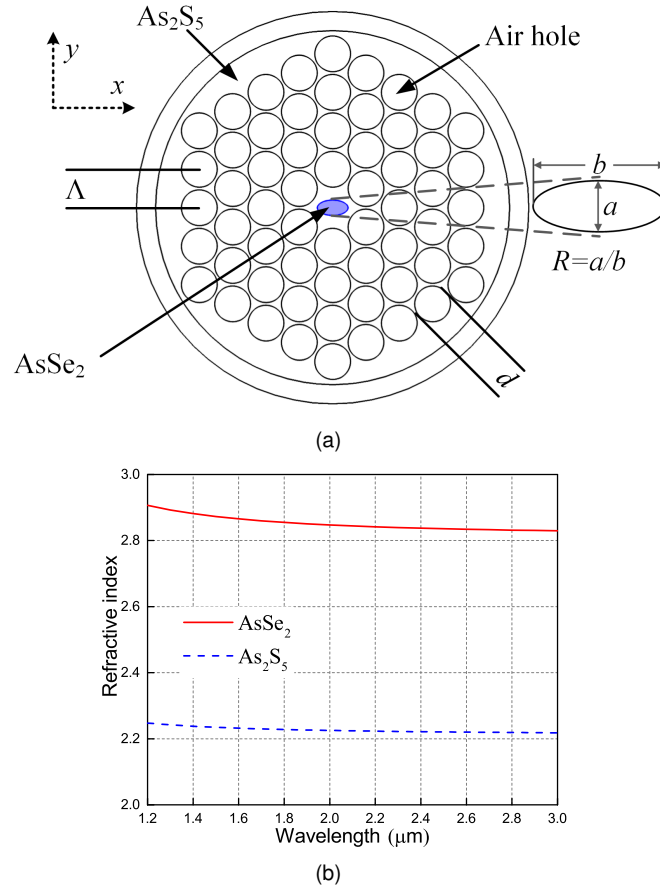 As₂S₅
Air hole
y
x
Λ
b
a
R=a/b
AsSe₂
d
(a)
3.0
2.8
2.6
2.4
2.2
2.0
Refractive index
AsSe₂
As₂S₅
1.2 1.4 1.6 1.8 2.0 2.2 2.4 2.6 2.8 3.0
Wavelength (μm)
(b)